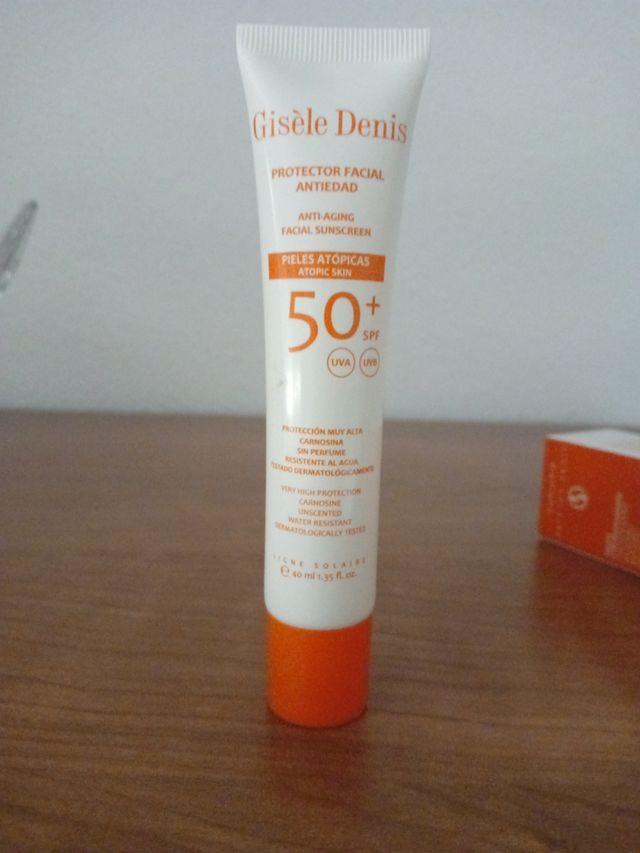 Gisèle Denis
PROTECTOR FACIAL
ANTIEDAD
ANTI-AGING
FACIAL SUNSCREEN
PIELES ATÓPICAS
ATOPIC SKIN
50+
SPF
UVA UVB
PROTECCIÓN MUY ALTA
CARNOSINA
SIN PERFUME
RESISTENTE AL AGUA
TESTADO DERMATOLÓGICAMENTE
VERY HIGH PROTECTION
CARNOSINE
UNSCENTED
WATER RESISTANT
DERMATOLOGICALLY TESTED
LIGNE SOLAIRE
℮ 40 ml 1.35 fl. oz.